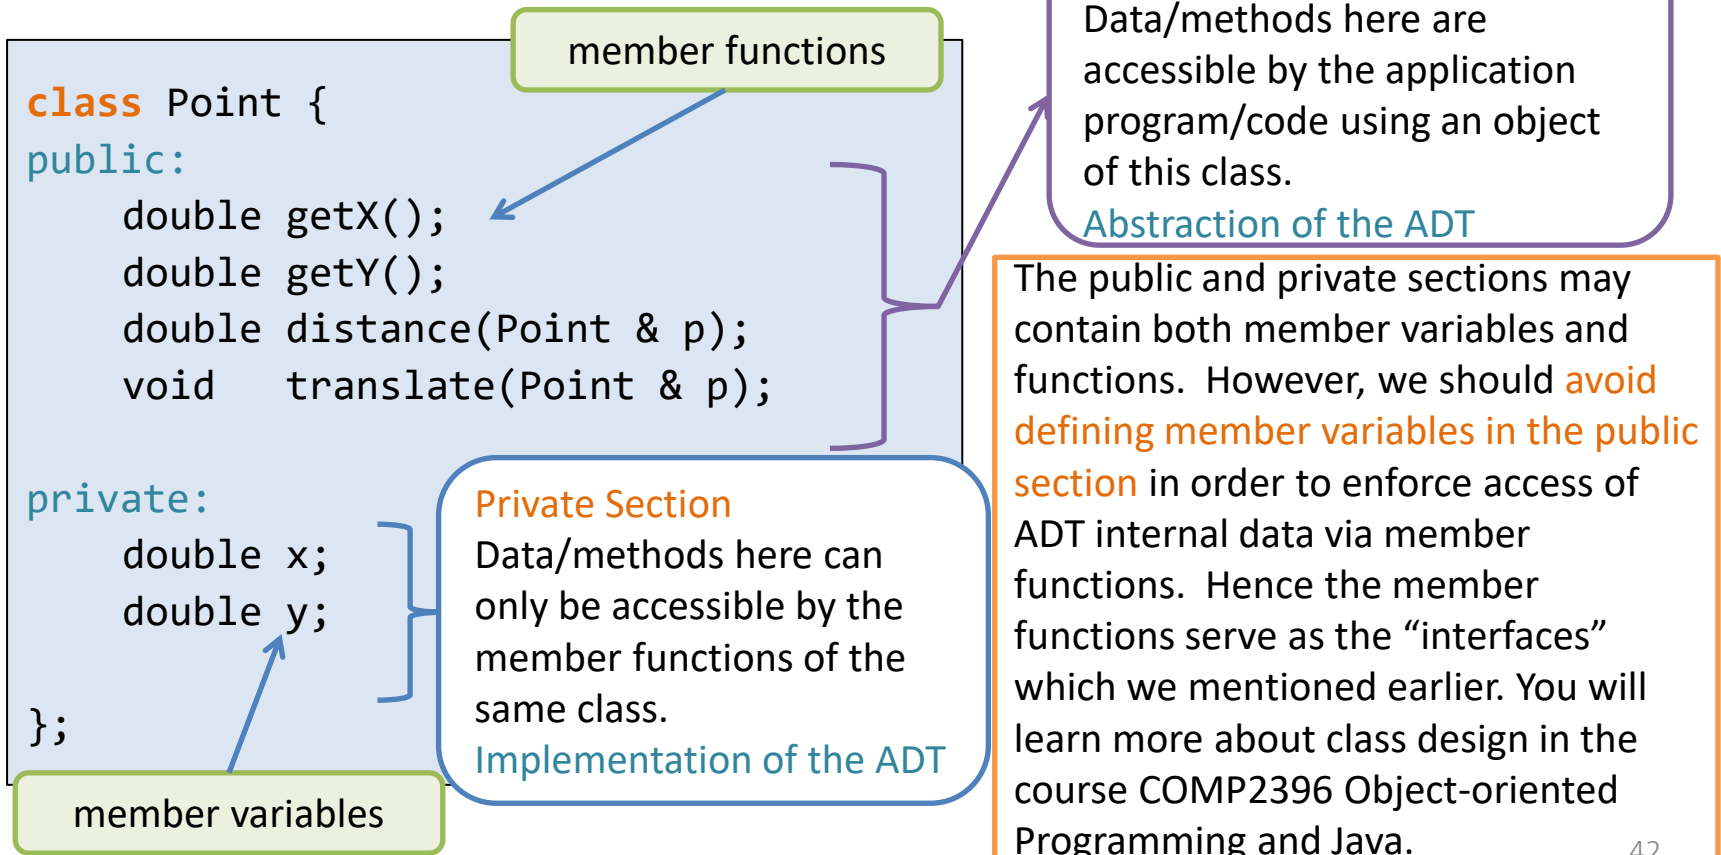 member functions
class Point {
public:
    double getX();
    double getY();
    double distance(Point & p);
    void   translate(Point & p);
private:
    double x;
    double y;
};
member variables
Private Section
Data/methods here can
only be accessible by the
member functions of the
same class.
Implementation of the ADT
Data/methods here are
accessible by the application
program/code using an object
of this class.
Abstraction of the ADT
The public and private sections may
contain both member variables and
functions.  However, we should avoid
defining member variables in the public
section in order to enforce access of
ADT internal data via member
functions.  Hence the member
functions serve as the “interfaces”
which we mentioned earlier. You will
learn more about class design in the
course COMP2396 Object-oriented
Programming and Java.
42